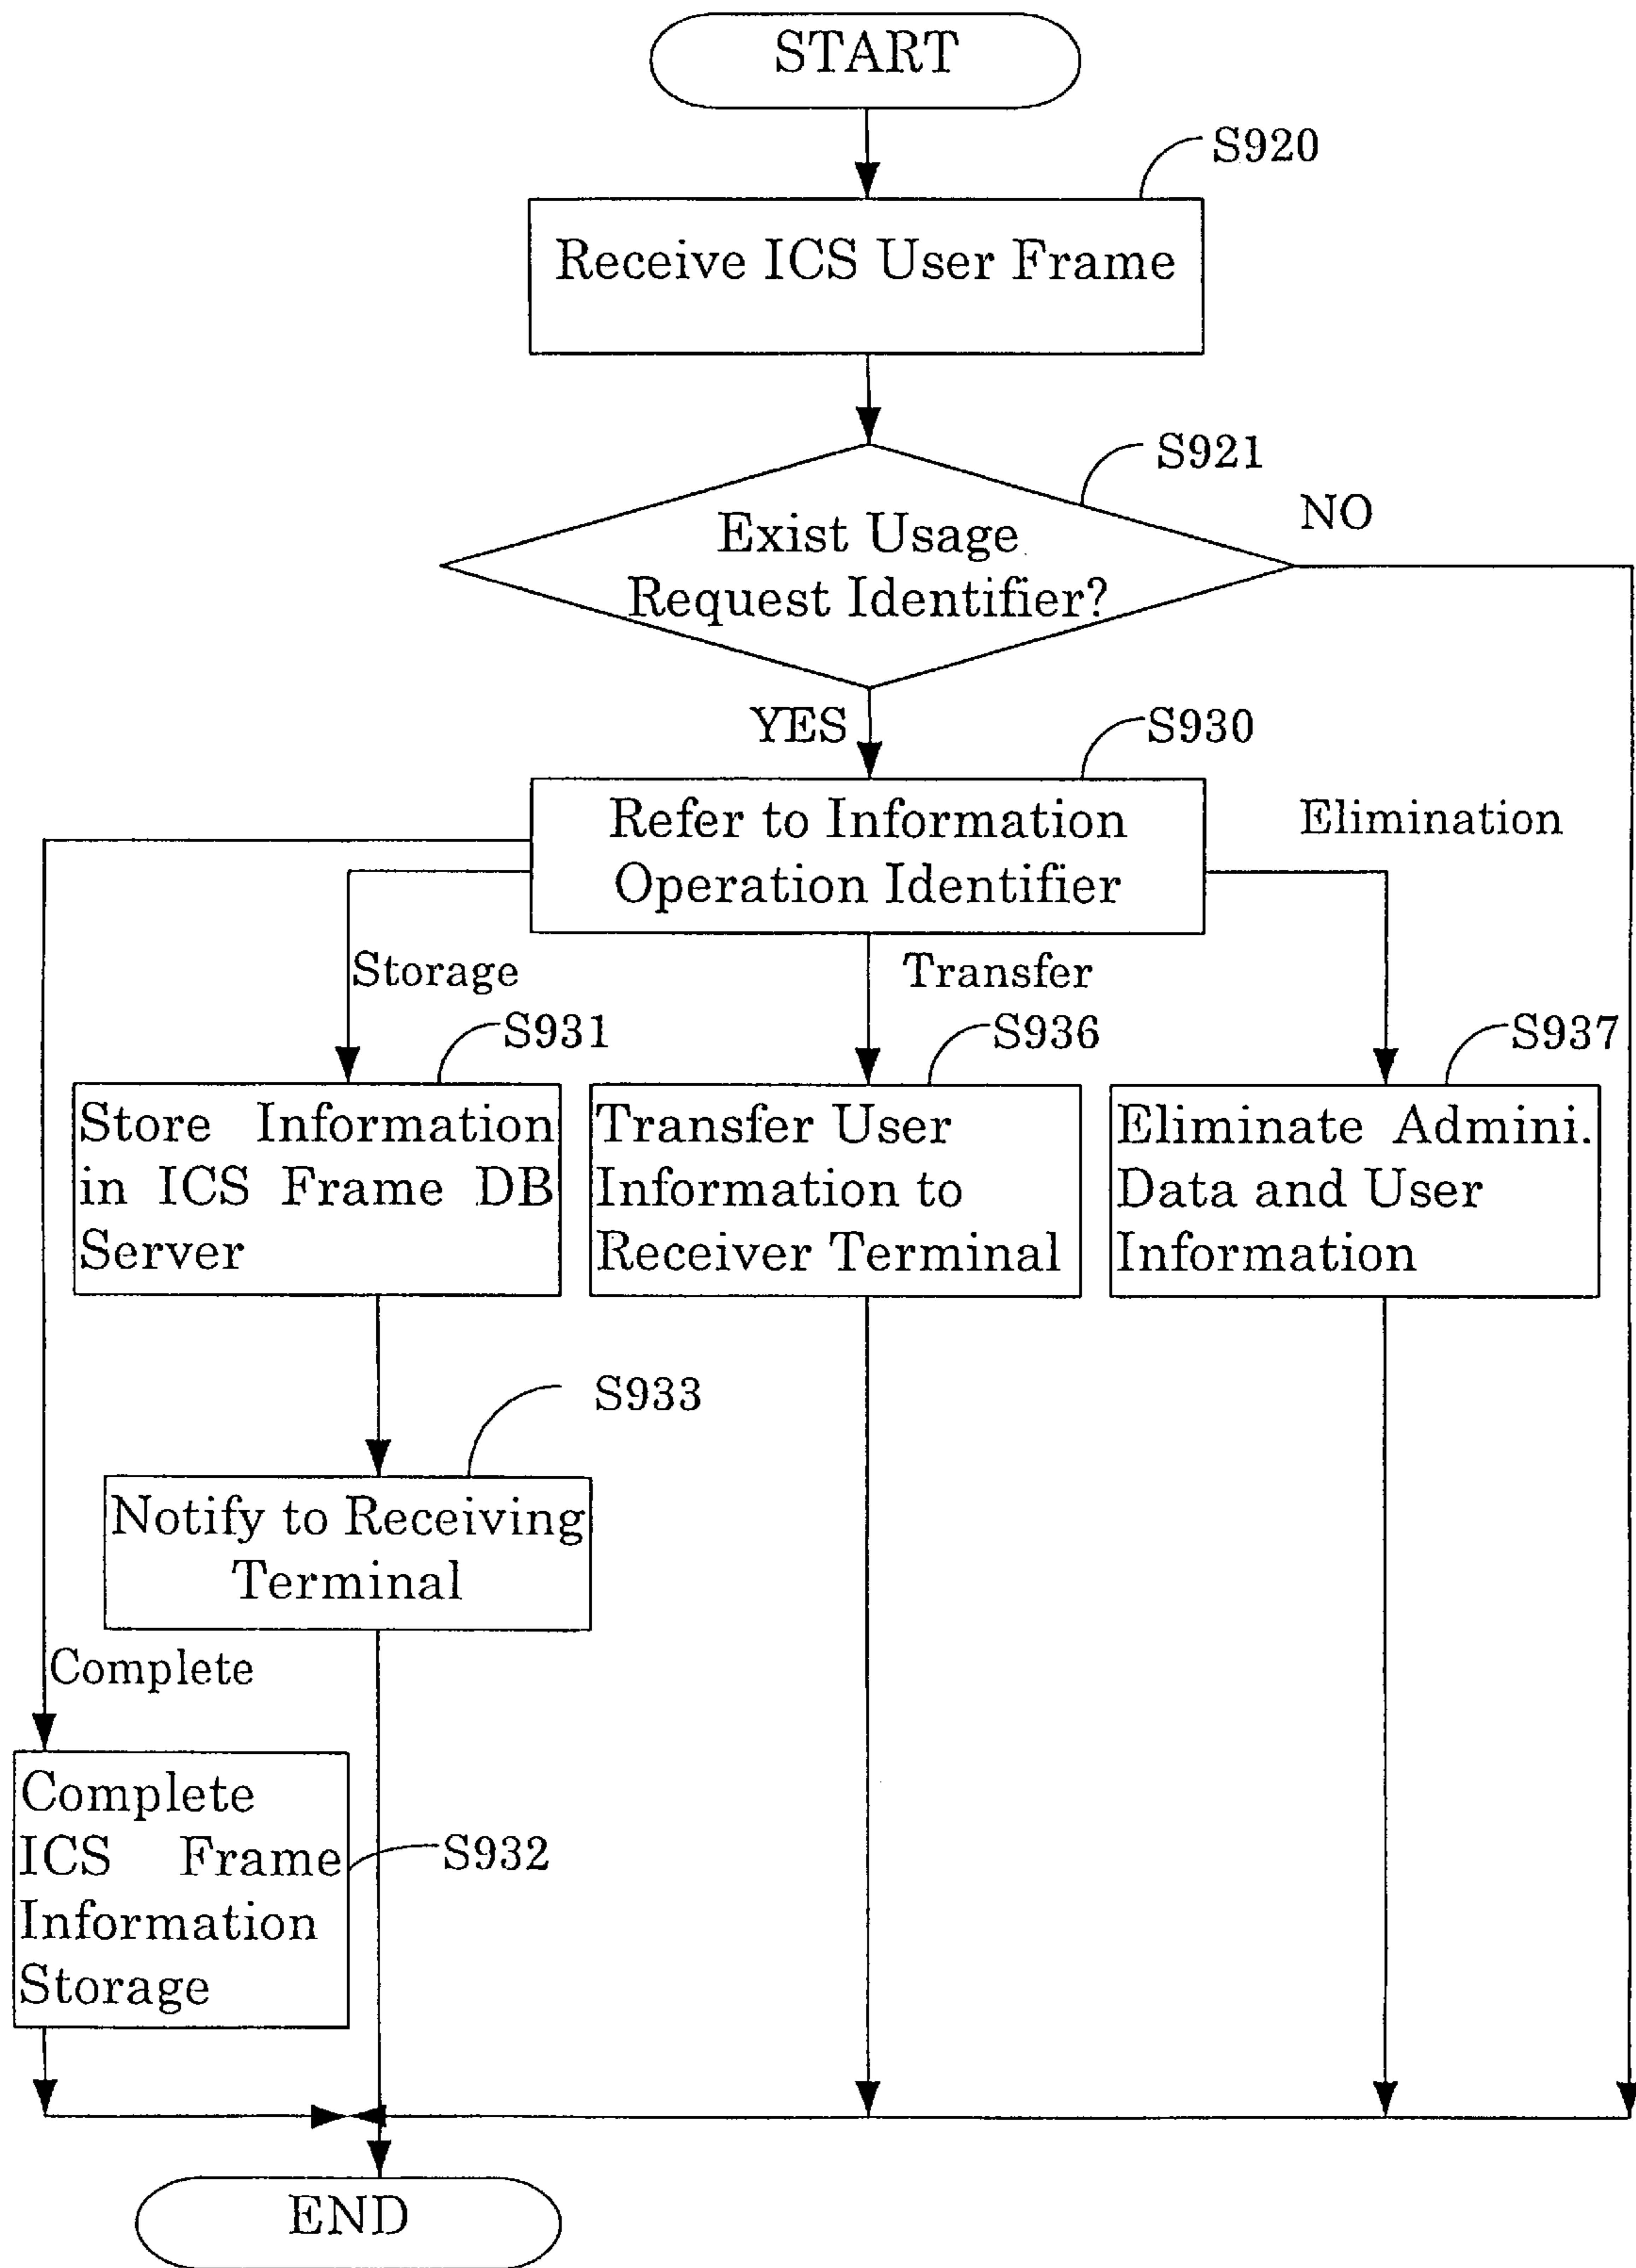 START
S920
Receive ICS User Frame
S921
NO
Exist Usage
Request Identifier?
YES
S930
Refer to Information
Operation Identifier
Elimination
Storage
Transfer
S931
S936
S937
Store Information
in ICS Frame DB
Server
Transfer User
Information to
Receiver Terminal
Eliminate Admini.
Data and User
Information
S933
Notify to Receiving
Terminal
Complete
Complete
ICS Frame
Information
Storage
S932
END